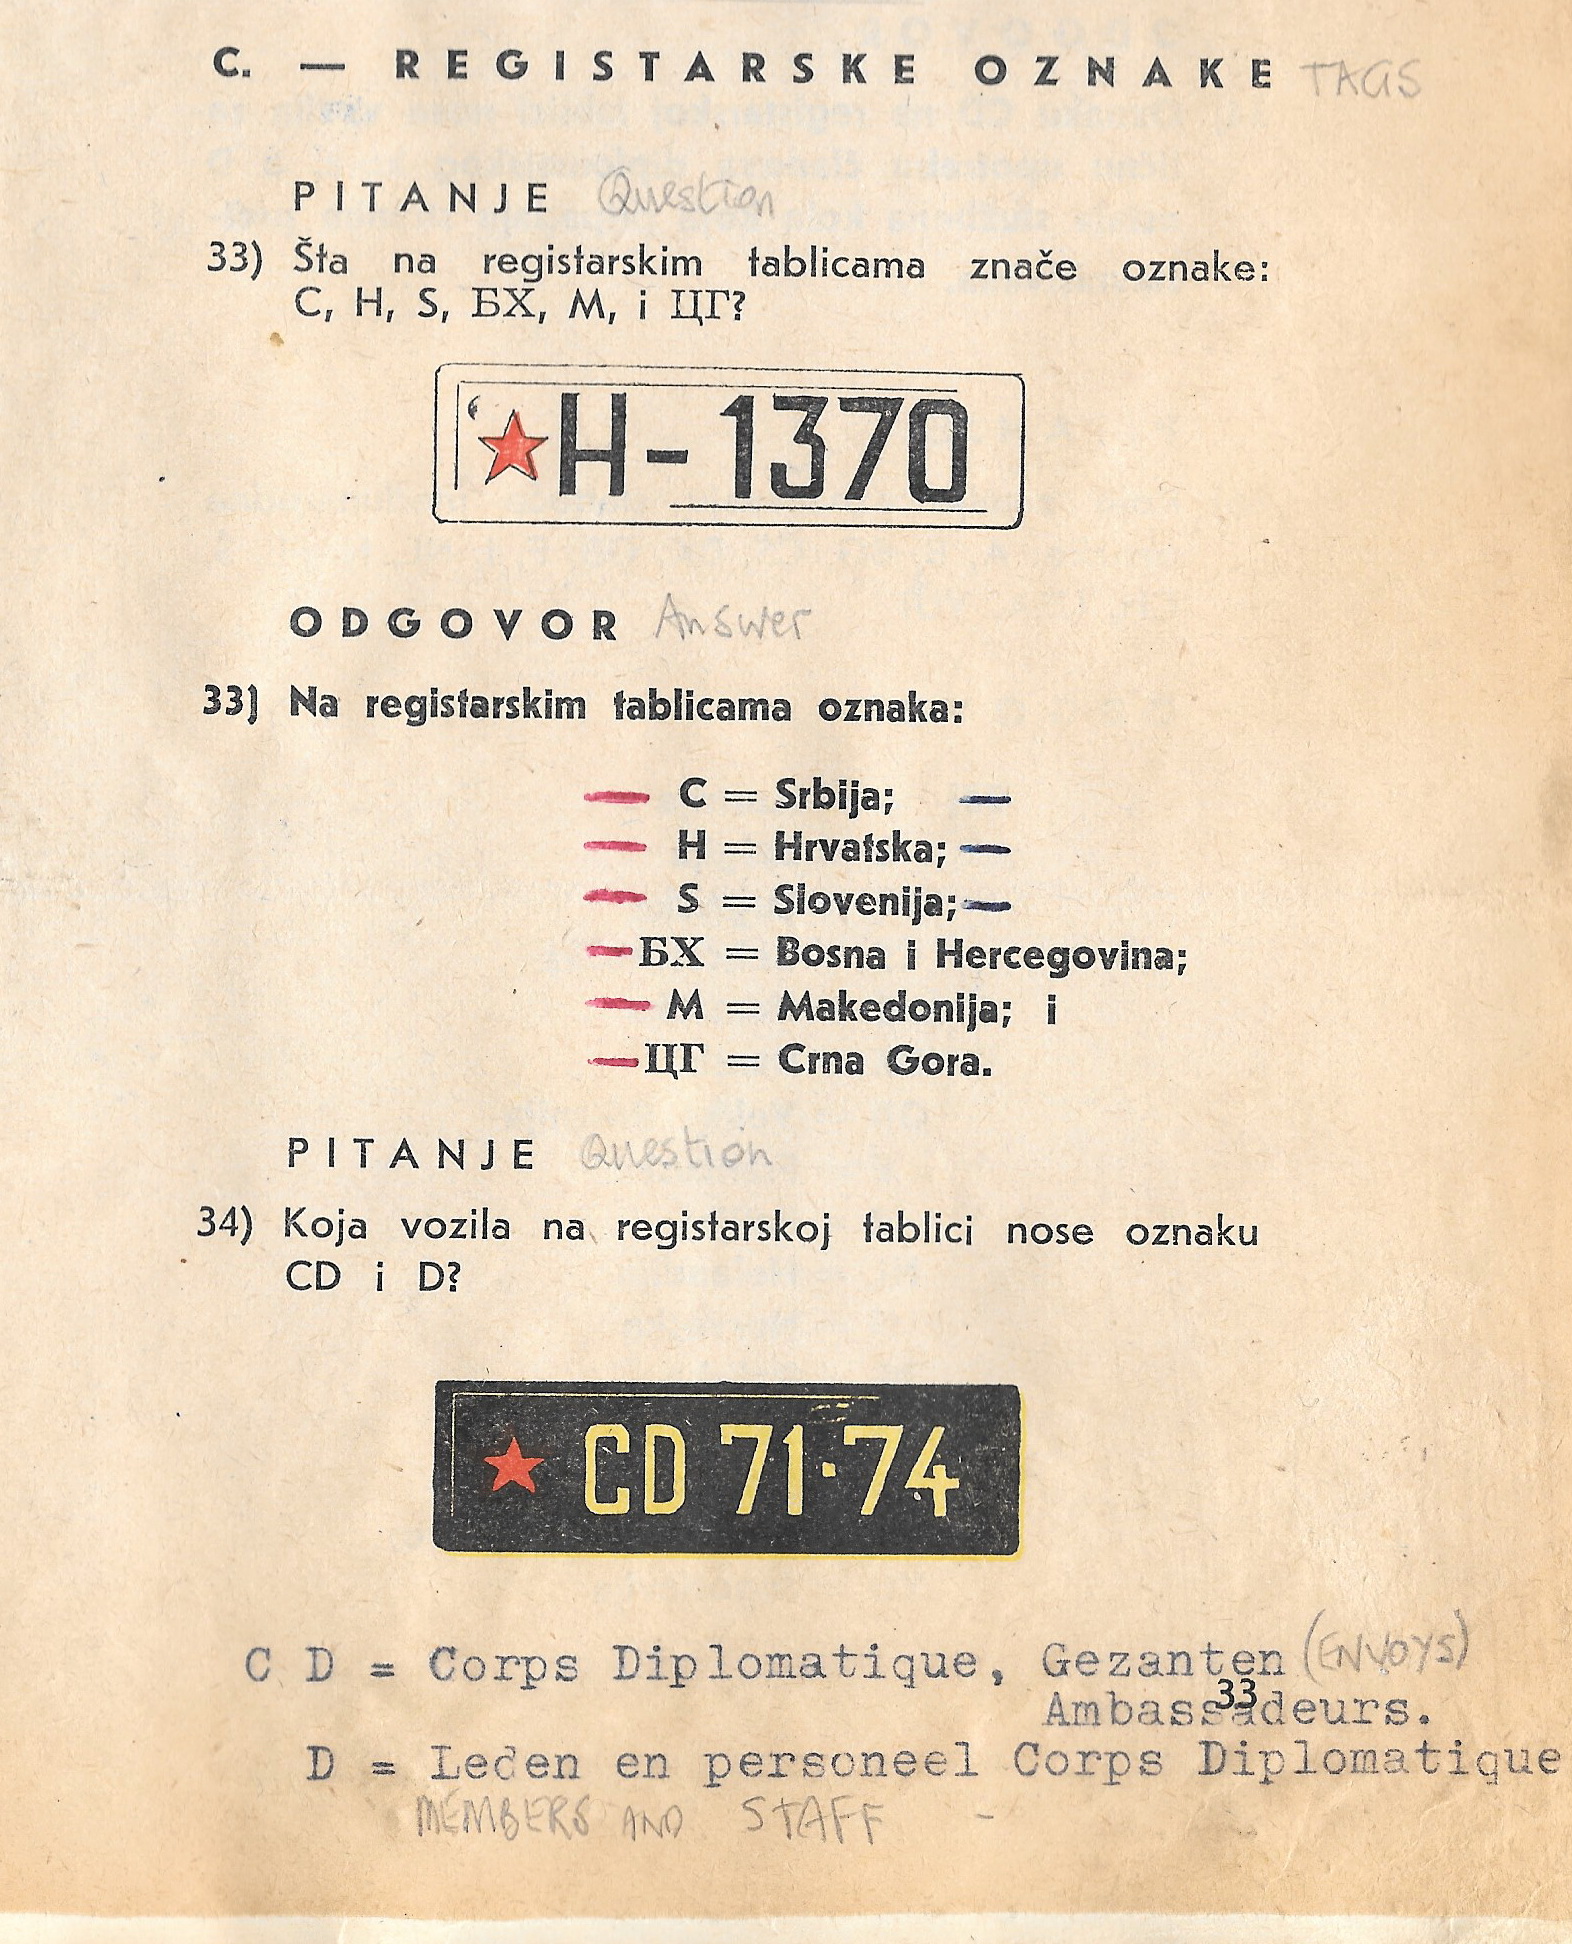 C. — REGISTARSKE OZNAKE TAGS
PITANJE Question
33) Šta na registarskim tablicama znače oznake:
C, H, S, БХ, M, i ЦГ?
H-1370
ODGOVOR Answer
33) Na registarskim tablicama oznaka:
C = Srbija;
H = Hrvatska;
S = Slovenija;
БХ = Bosna i Hercegovina;
M = Makedonija; i
ЦГ = Crna Gora.
PITANJE Question
34) Koja vozila na registarskoj tablici nose oznaku
CD i D?
CD 71·74
C D = Corps Diplomatique, Gezanten (ENVOYS)
33
Ambassadeurs.
D = Leden en personeel Corps Diplomatique
MEMBERS AND STAFF -